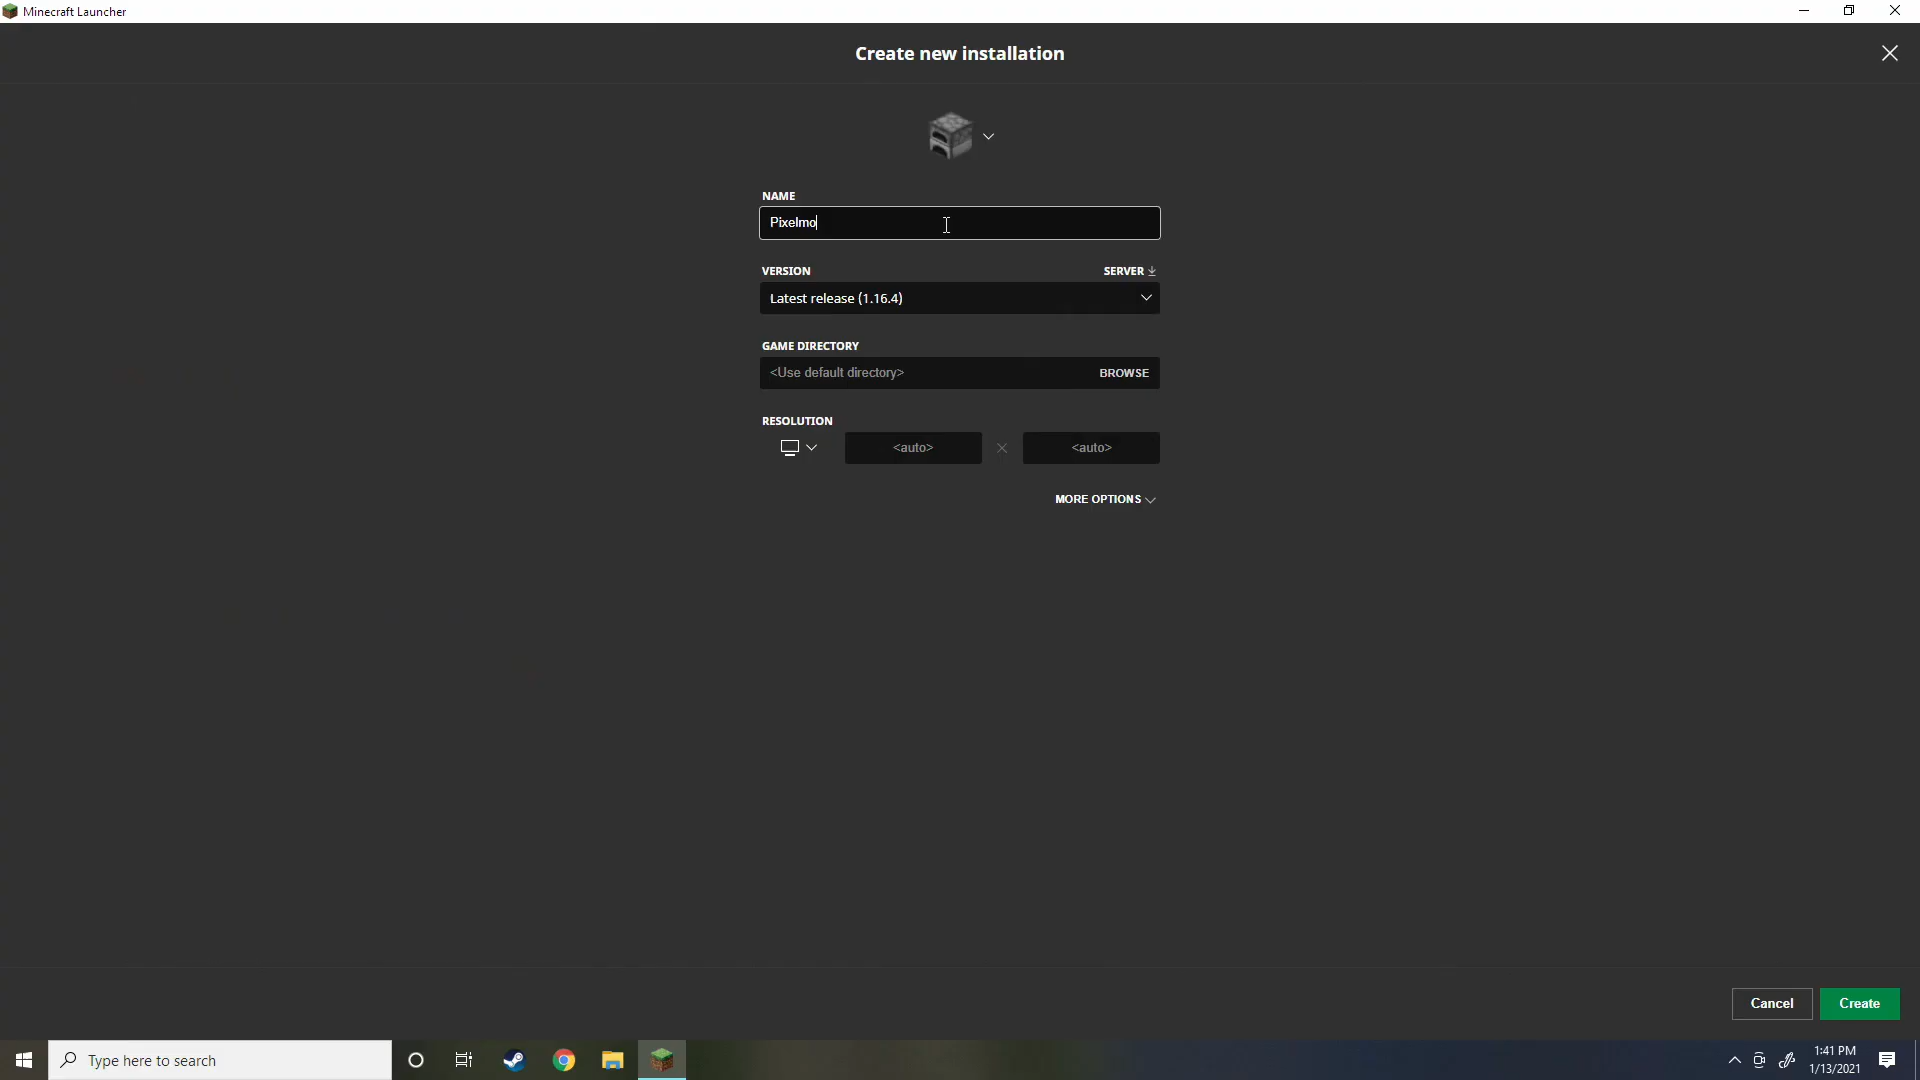 Minecraft Launcher
Create new installation
NAME
Pixelmo
VERSION
SERVER
Latest release (1.16.4)
GAME DIRECTORY
<Use default directory>
BROWSE
RESOLUTION
<auto>
<auto>
MORE OPTIONS
Cancel
Create
Type here to search
1:41 PM
1/13/2021